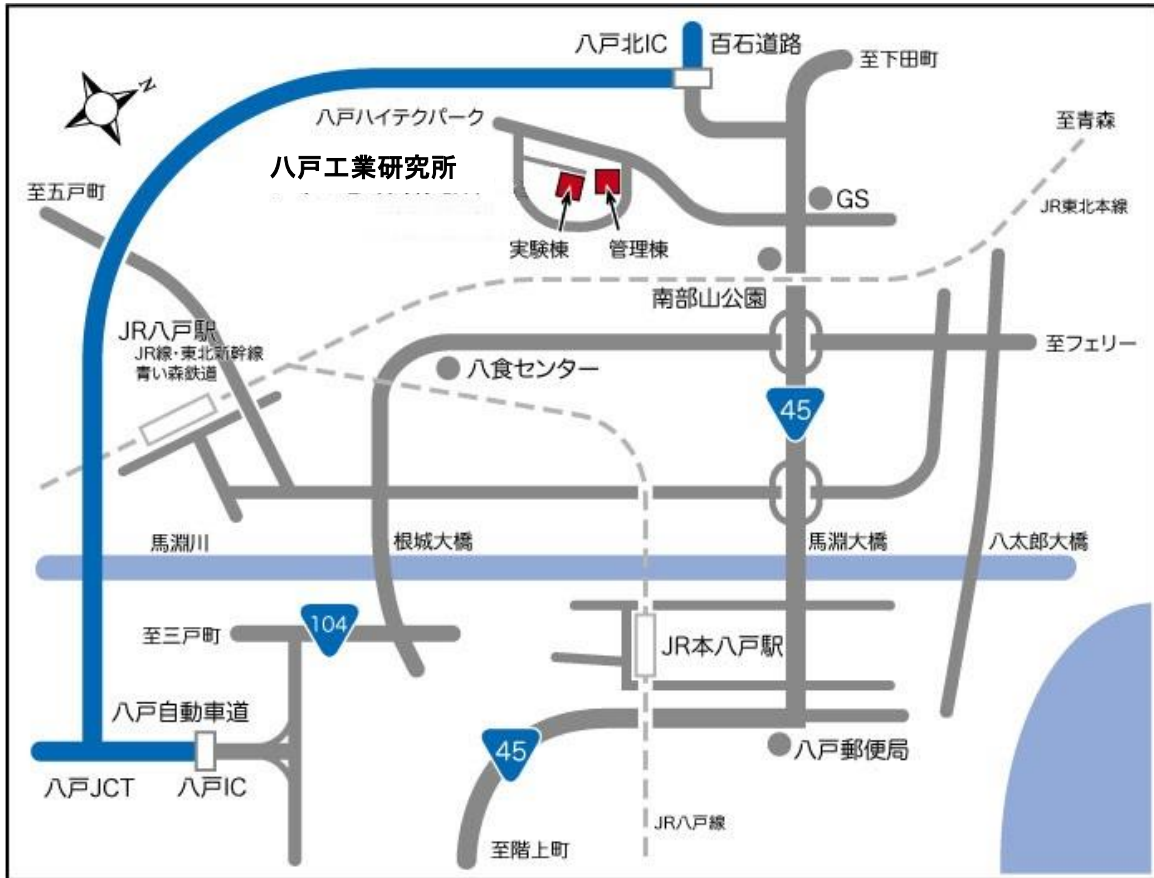 八戸北IC
百石道路
至下田町
N
八戸ハイテクパーク
至青森
八戸工業研究所
至五戸町
GS
JR東北本線
実験棟
管理棟
南部山公園
JR八戸駅
JR線・東北新幹線
青い森鉄道
八食センター
至フェリー
45
馬淵川
根城大橋
馬淵大橋
八太郎大橋
104
至三戸町
JR本八戸駅
八戸自動車道
45
八戸郵便局
八戸JCT
八戸IC
JR八戸線
至階上町